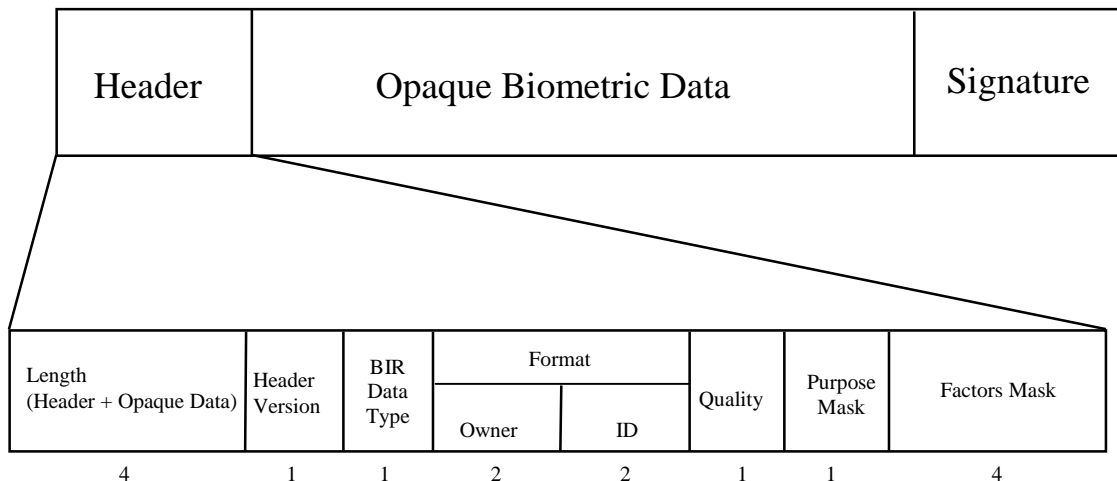 Header
Opaque Biometric Data
Signature
Length
(Header + Opaque Data)
Header
Version
BIR
Data
Type
Format
Owner
ID
Quality
Purpose
Mask
Factors Mask
4
1
1
2
2
1
1
4